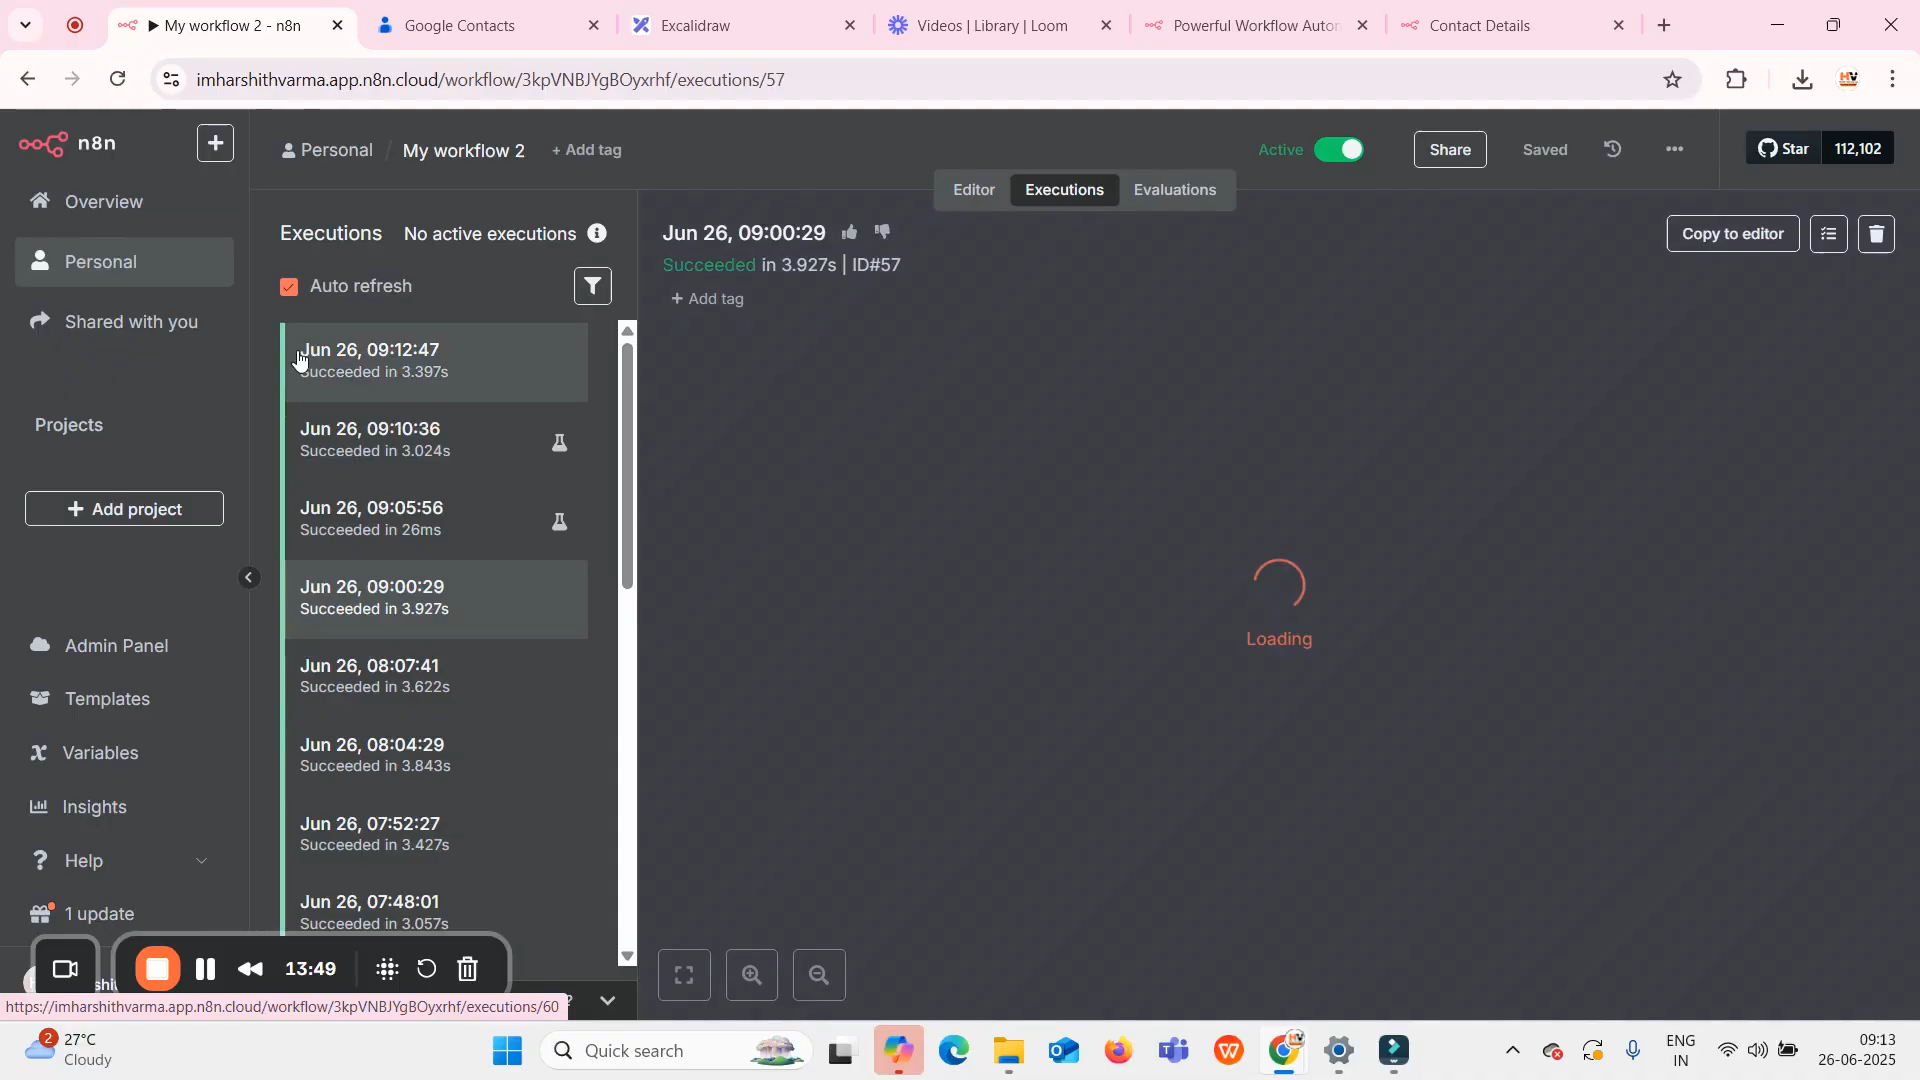 My workflow 2 - n8n
Google Contacts
Excalidraw
Videos | Library | Loom
Powerful Workflow Autom
Contact Details
imharshithvarma.app.n8n.cloud/workflow/3kpVNBJYgBOyxrhf/executions/57
n8n
Personal / My workflow 2 + Add tag
Active
Share
Saved
Star 112,102
Editor
Executions
Evaluations
Overview
Personal
Shared with you
Projects
+ Add project
Admin Panel
Templates
Variables
Insights
Help
1 update
Executions No active executions
Auto refresh
Jun 26, 09:12:47
Succeeded in 3.397s
Jun 26, 09:10:36
Succeeded in 3.024s
Jun 26, 09:05:56
Succeeded in 26ms
Jun 26, 09:00:29
Succeeded in 3.927s
Jun 26, 08:07:41
Succeeded in 3.622s
Jun 26, 08:04:29
Succeeded in 3.843s
Jun 26, 07:52:27
Succeeded in 3.427s
Jun 26, 07:48:01
Succeeded in 3.057s
Jun 26, 09:00:29
Succeeded in 3.927s | ID#57
+ Add tag
Copy to editor
Loading
13:49
https://imharshithvarma.app.n8n.cloud/workflow/3kpVNBJYgBOyxrhf/executions/60
2
27°C
Cloudy
Quick search
ENG
IN
09:13
26-06-2025